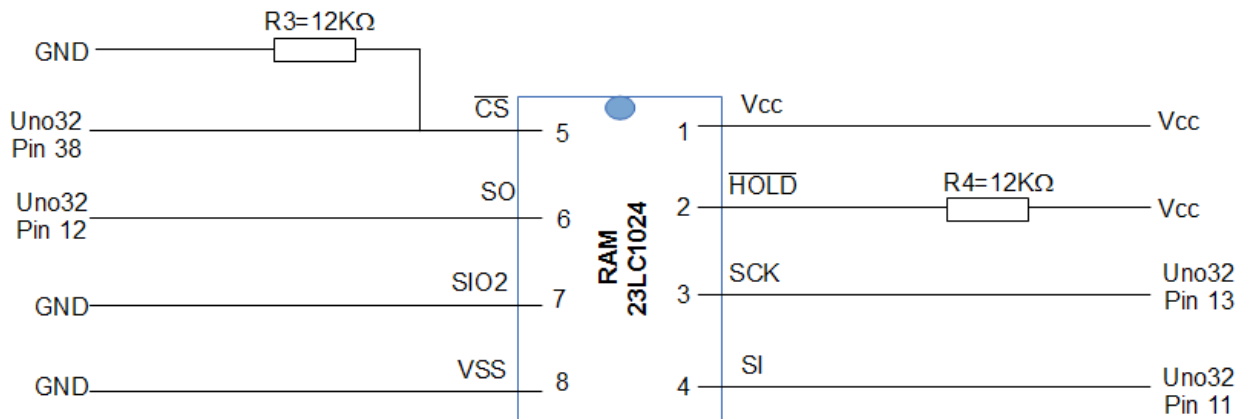 R3=12KΩ
GND
CS
Vcc
Uno32
Pin 38
5
1
Vcc
SO
HOLD
R4=12KΩ
Uno32
Pin 12
6
2
Vcc
RAM
23LC1024
SIO2
SCK
Uno32
Pin 13
GND
7
3
VSS
SI
GND
8
4
Uno32
Pin 11